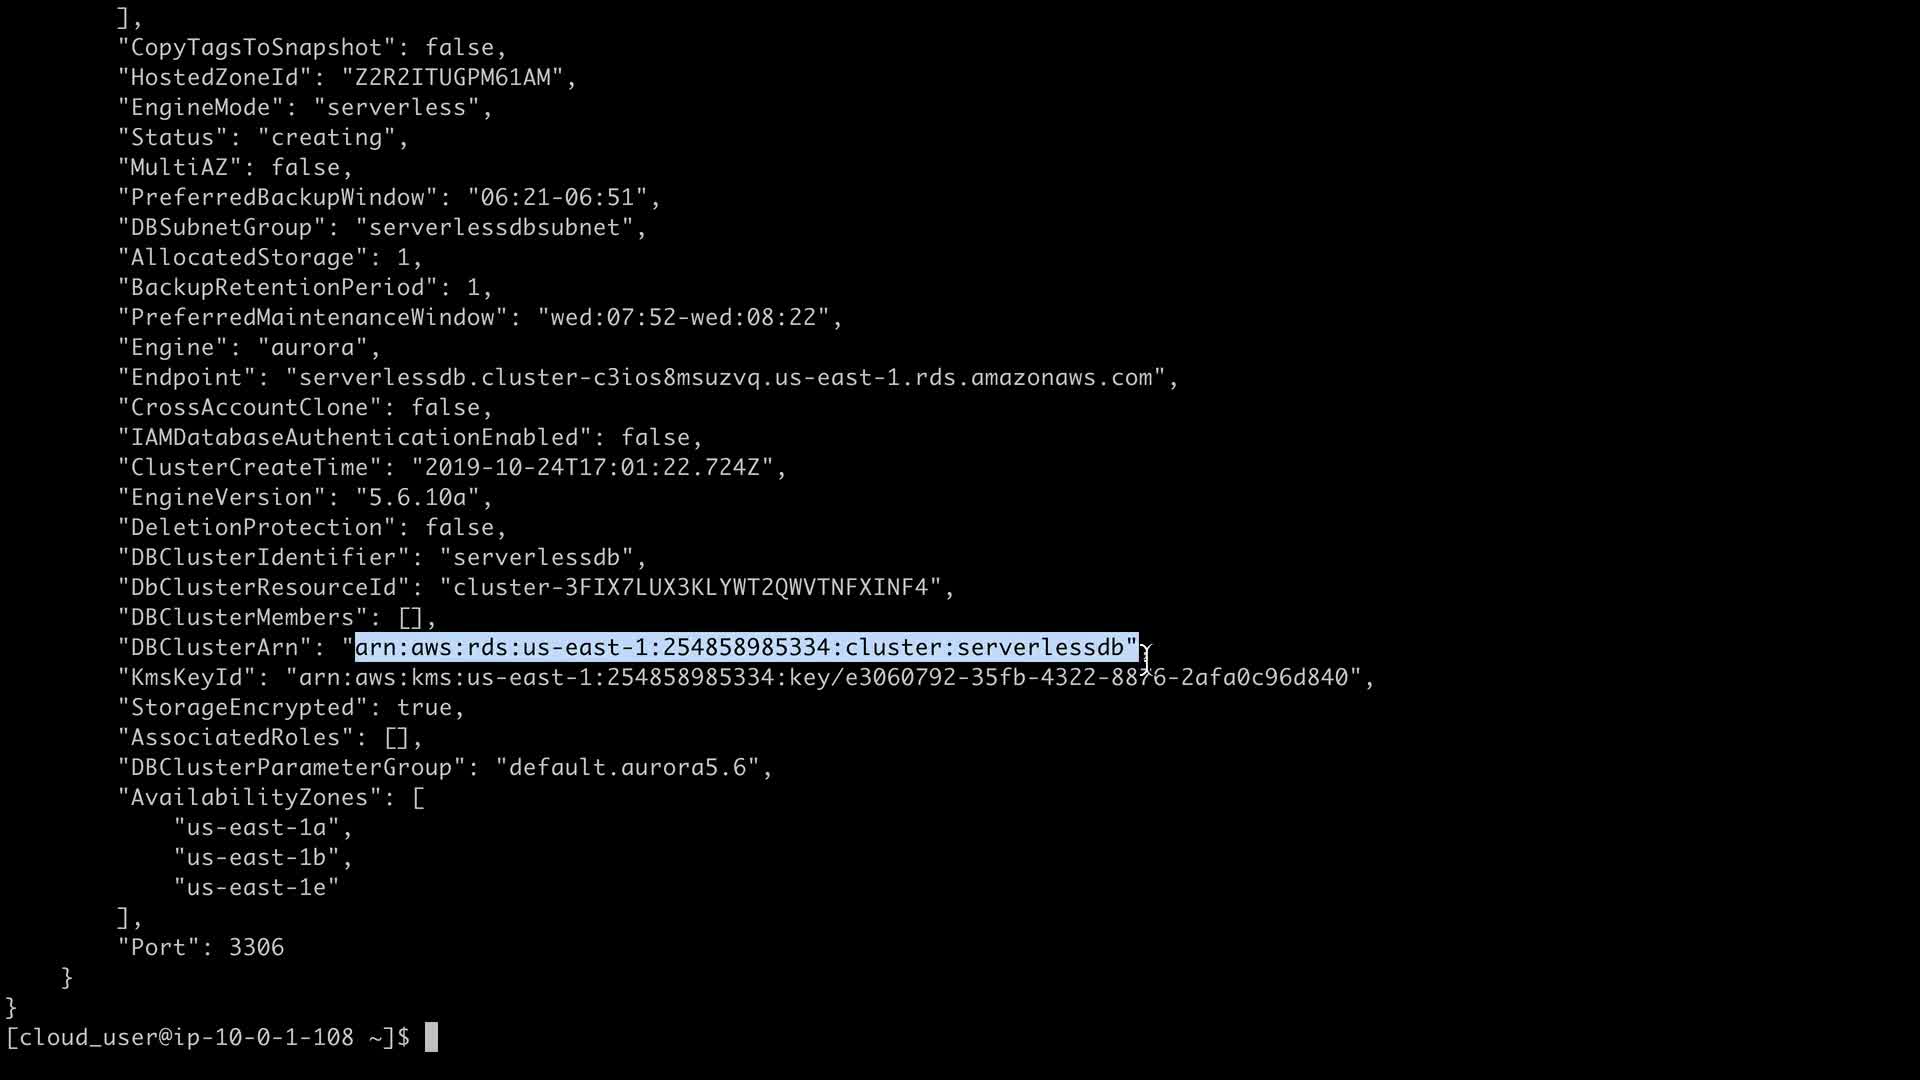 ],
"CopyTagsToSnapshot": false,
"HostedZoneId": "Z2R2ITUGPM61AM",
"EngineMode": "serverless",
"Status": "creating",
"MultiAZ": false,
"PreferredBackupWindow": "06:21-06:51",
"DBSubnetGroup": "serverlessdbsubnet",
"AllocatedStorage": 1,
"BackupRetentionPeriod": 1,
"PreferredMaintenanceWindow": "wed:07:52-wed:08:22",
"Engine": "aurora",
"Endpoint": "serverlessdb.cluster-c3ios8msuzvq.us-east-1.rds.amazonaws.com",
"CrossAccountClone": false,
"IAMDatabaseAuthenticationEnabled": false,
"ClusterCreateTime": "2019-10-24T17:01:22.724Z",
"EngineVersion": "5.6.10a",
"DeletionProtection": false,
"DBClusterIdentifier": "serverlessdb",
"DbClusterResourceId": "cluster-3FIX7LUX3KLYWT2QWVTNFXINF4",
"DBClusterMembers": [],
"DBClusterArn": "arn:aws:rds:us-east-1:254858985334:cluster:serverlessdb",
"KmsKeyId": "arn:aws:kms:us-east-1:254858985334:key/e3060792-35fb-4322-8876-2afa0c96d840",
"StorageEncrypted": true,
"AssociatedRoles": [],
"DBClusterParameterGroup": "default.aurora5.6",
"AvailabilityZones": [
"us-east-1a",
"us-east-1b",
"us-east-1e"
],
"Port": 3306
}
}
[cloud_user@ip-10-0-1-108 ~]$